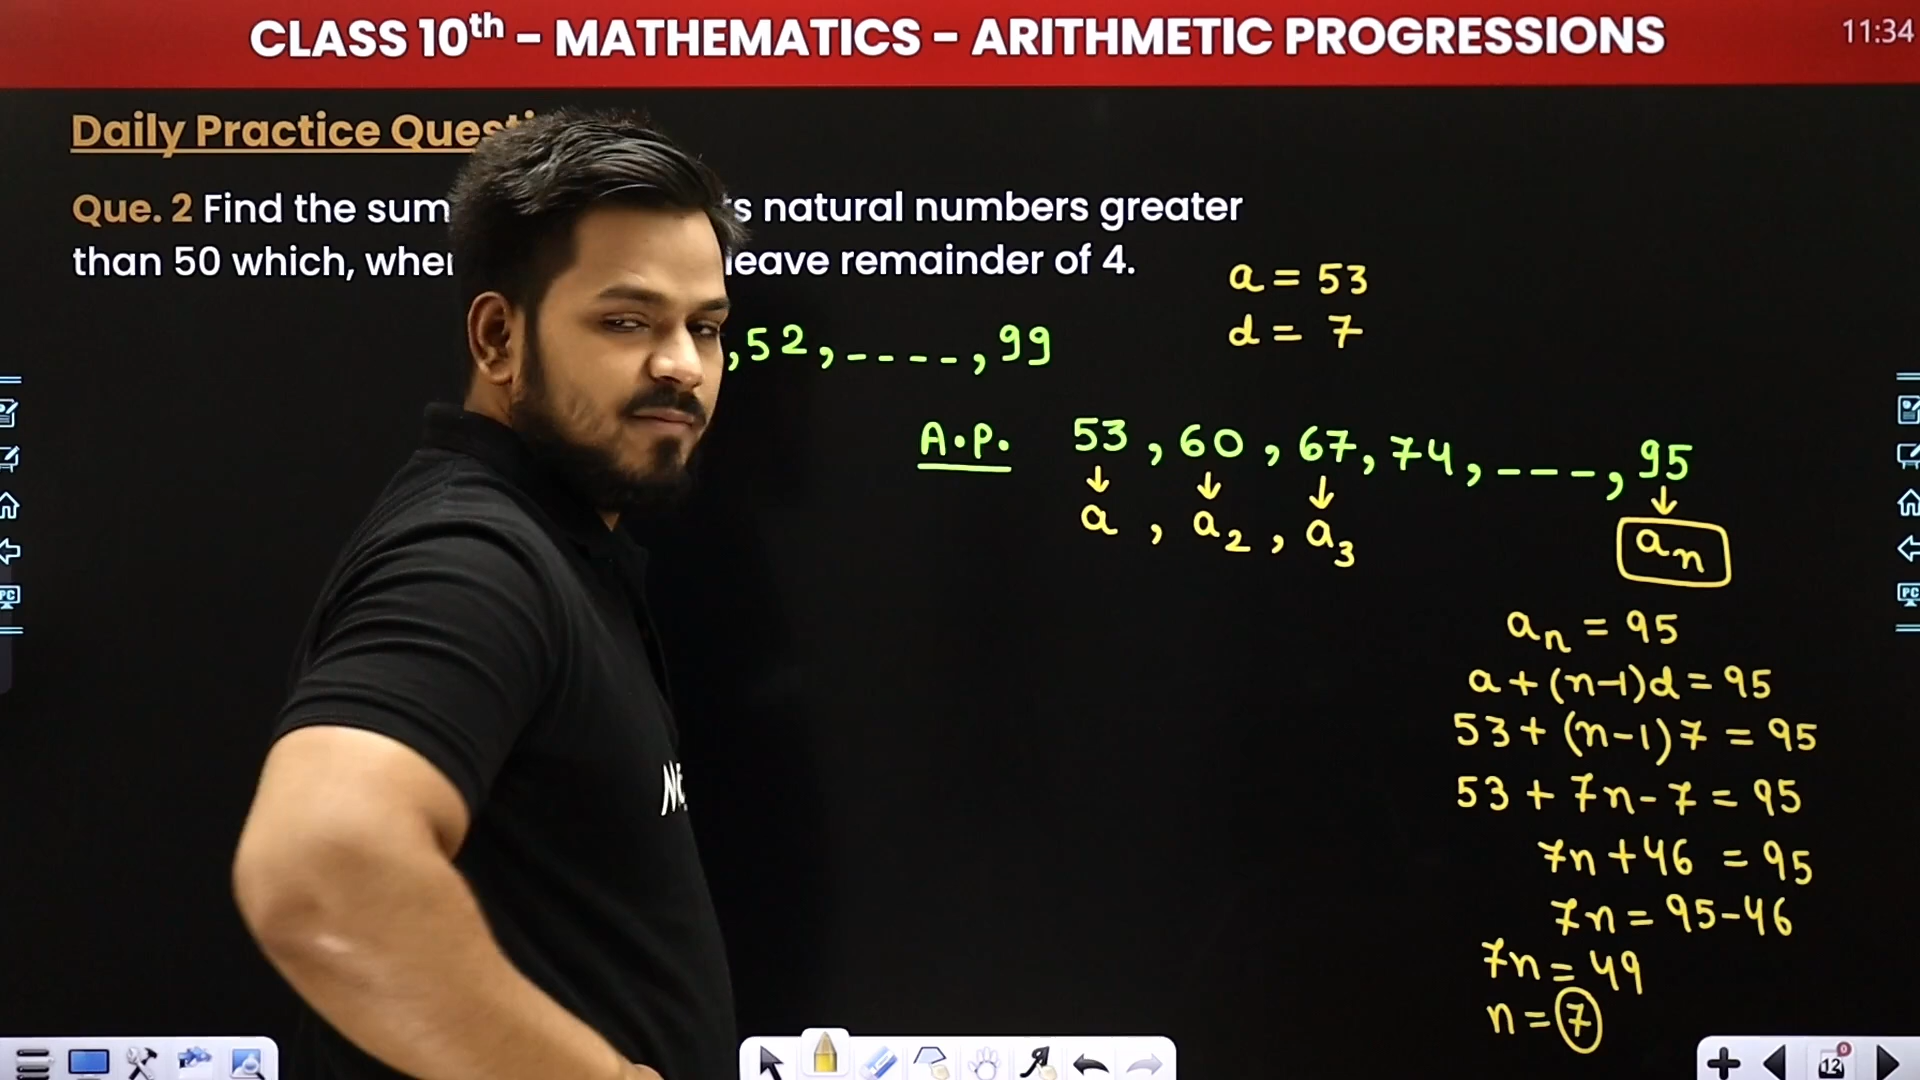 CLASS 10th - MATHEMATICS - ARITHMETIC PROGRESSIONS
11:34
Daily Practice
Que. 2 Find the sum natural numbers greater
than 50 which, leave remainder of 4.
a = 53
d = 7
,52, ----, 99
A.P. 53, 60, 67, 74, ---, 95
a, a2, a3 an
an = 95
a+(n-1)d = 95
53+(n-1)7 = 95
53+7n-7 = 95
7n+46 = 95
7n = 95-46
7n = 49
n = 7
PC
PC
12